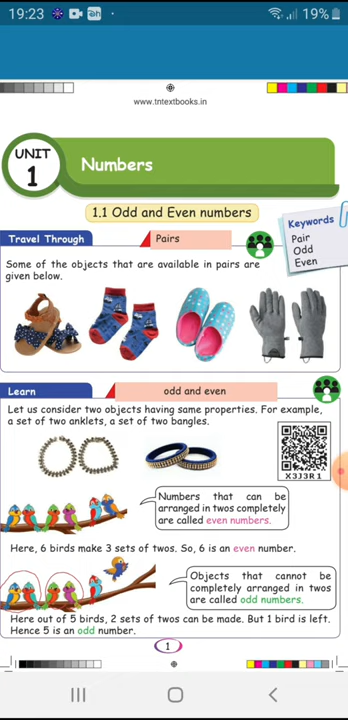 19:23
19%
www.tntextbooks.in
UNIT
1
Numbers
1.1 Odd and Even numbers
Keywords
Pair
Odd
Even
Travel Through
Pairs
Some of the objects that are available in pairs are
given below.
Learn
odd and even
Let us consider two objects having same properties. For example,
a set of two anklets, a set of two bangles.
X3J3R1
Numbers that can be
arranged in twos completely
are called even numbers.
Here, 6 birds make 3 sets of twos. So, 6 is an even number.
Objects that cannot be
completely arranged in twos
are called odd numbers.
Here out of 5 birds, 2 sets of twos can be made. But 1 bird is left.
Hence 5 is an odd number.
1